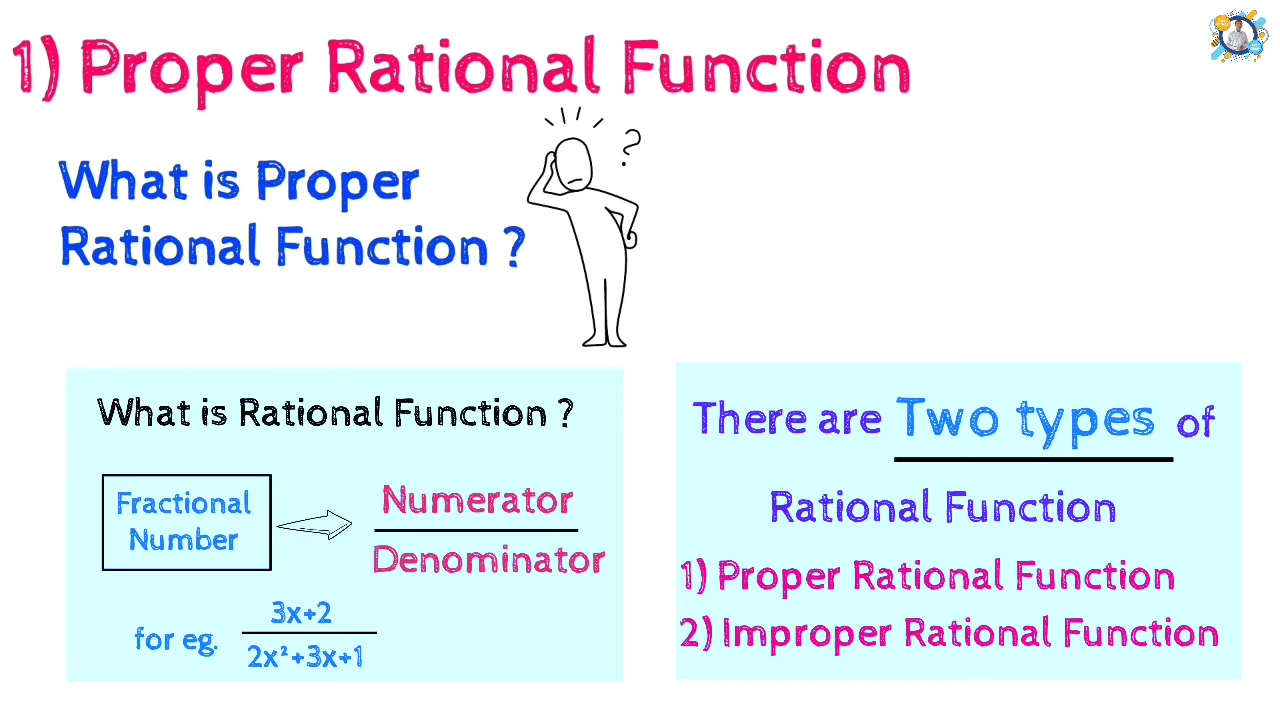 1) Proper Rational Function
What is Proper
Rational Function ?
?
What is Rational Function ?
Fractional
Number
Numerator
Denominator
for eg.
3x+2
2x²+3x+1
There are Two types of
Rational Function
1) Proper Rational Function
2) Improper Rational Function